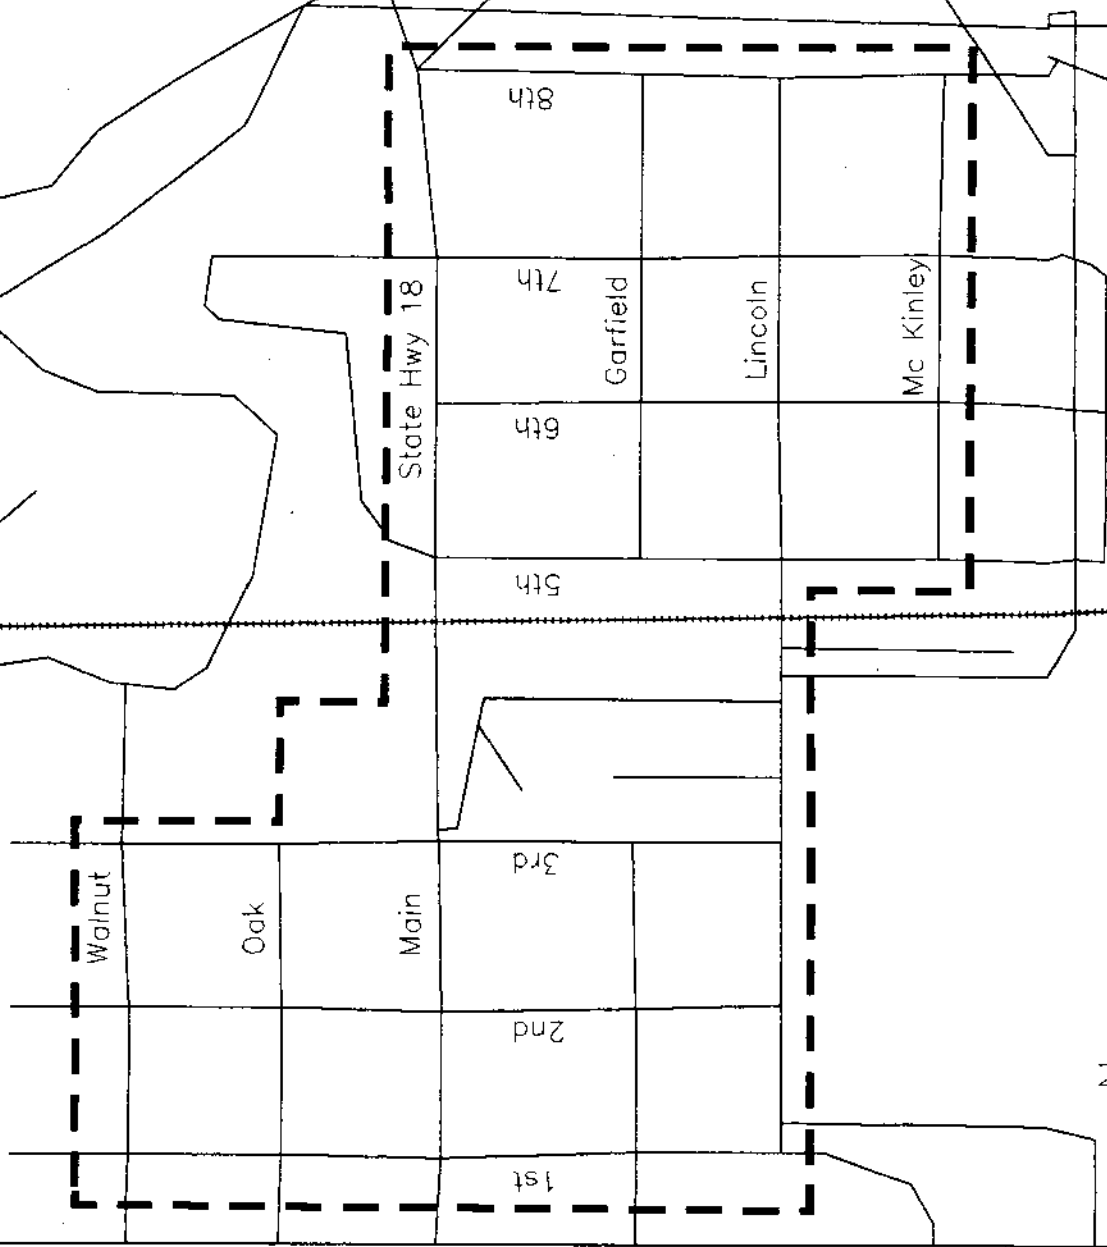 8th
7th
State Hwy 18
Garfield
Lincoln
Mc Kinley
6th
5th
3rd
Walnut
Oak
Main
2nd
1st